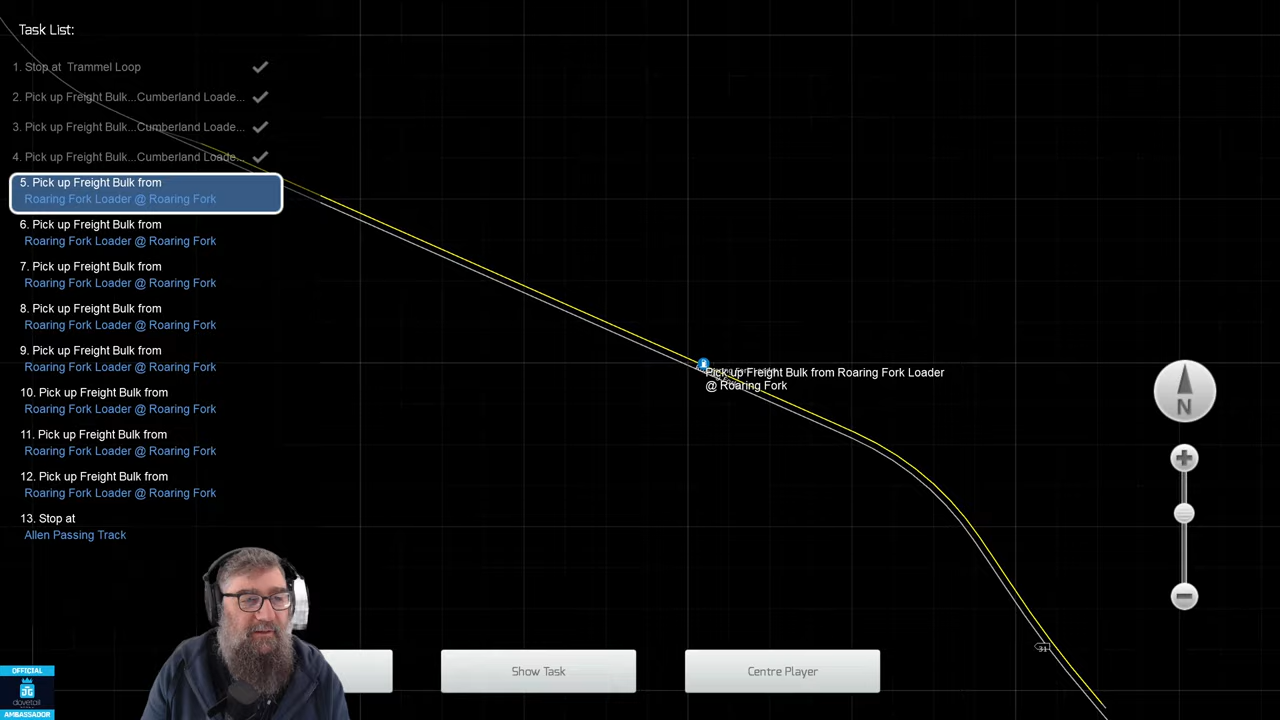 Task List:
1. Stop at  Trammel Loop
2. Pick up Freight Bulk...Cumberland Loade...
3. Pick up Freight Bulk...Cumberland Loade...
4. Pick up Freight Bulk...Cumberland Loade...
5. Pick up Freight Bulk from
Roaring Fork Loader @ Roaring Fork
6. Pick up Freight Bulk from
Roaring Fork Loader @ Roaring Fork
7. Pick up Freight Bulk from
Roaring Fork Loader @ Roaring Fork
8. Pick up Freight Bulk from
Roaring Fork Loader @ Roaring Fork
9. Pick up Freight Bulk from
Roaring Fork Loader @ Roaring Fork
10. Pick up Freight Bulk from
Roaring Fork Loader @ Roaring Fork
11. Pick up Freight Bulk from
Roaring Fork Loader @ Roaring Fork
12. Pick up Freight Bulk from
Roaring Fork Loader @ Roaring Fork
13. Stop at
Allen Passing Track
Pick up Freight Bulk from Roaring Fork Loader
@ Roaring Fork
N
31
Show Task
Centre Player
OFFICIAL
dovetail
AMBASSADOR